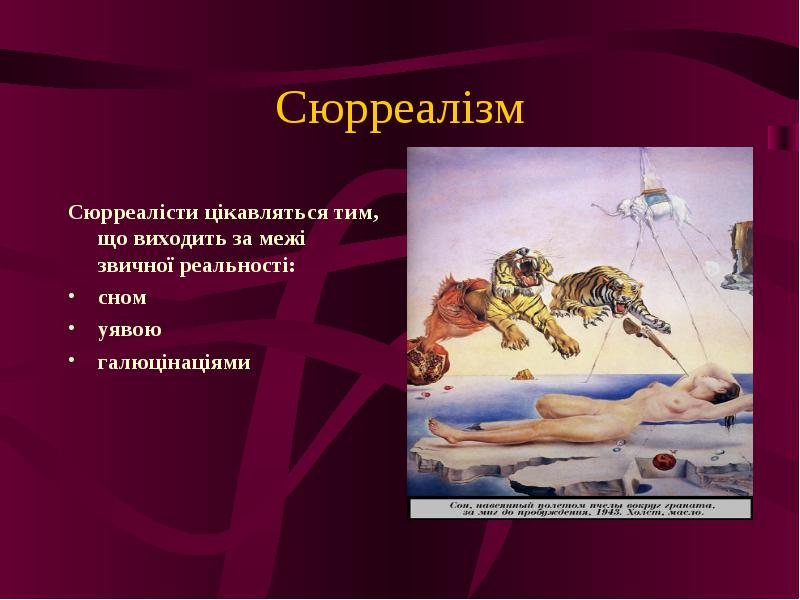 Сюрреалізм
Сюрреалісти цікавляться тим,
що виходить за межі
звичної реальності:
• сном
• уявою
• галюцінаціями
Сон, навеянный полетом пчелы вокруг граната,
за миг до пробуждения, 1943. Холст, масло.